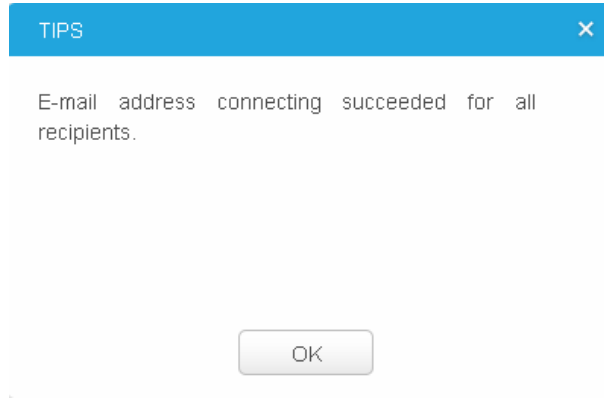 TIPS
E-mail address connecting succeeded for all
recipients.
OK